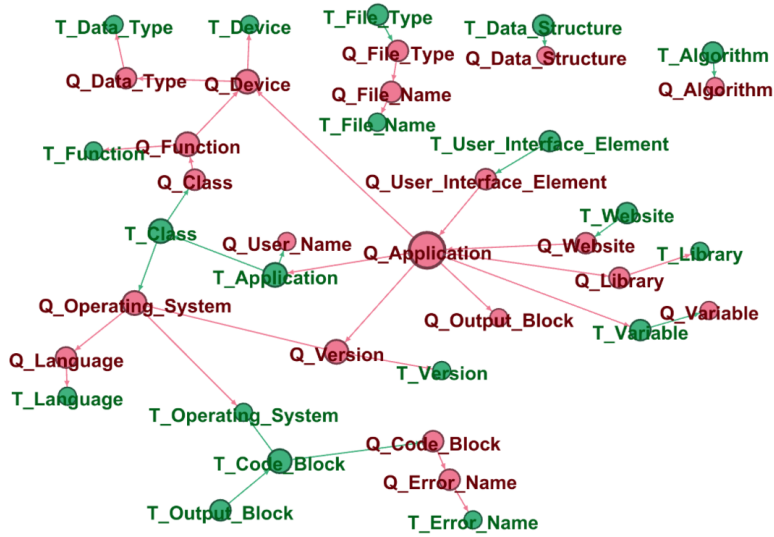 T_File_Type
T_Data_Type
T_Device
T_Data_Structure
Q_File_Type
Q_Data_Structure
T_Algorithm
Q_Data_Type
Q_Device
Q_File_Name
Q_Algorithm
T_File_Name
T_Function
Q_Function
T_User_Interface_Element
Q_Class
Q_User_Interface_Element
T_Class
T_Website
Q_User_Name
Q_Application
Q_Website
T_Library
T_Application
Q_Library
Q_Operating_System
Q_Output_Block
Q_Variable
T_Variable
Q_Language
Q_Version
T_Version
T_Language
T_Operating_System
Q_Code_Block
T_Code_Block
Q_Error_Name
T_Output_Block
T_Error_Name